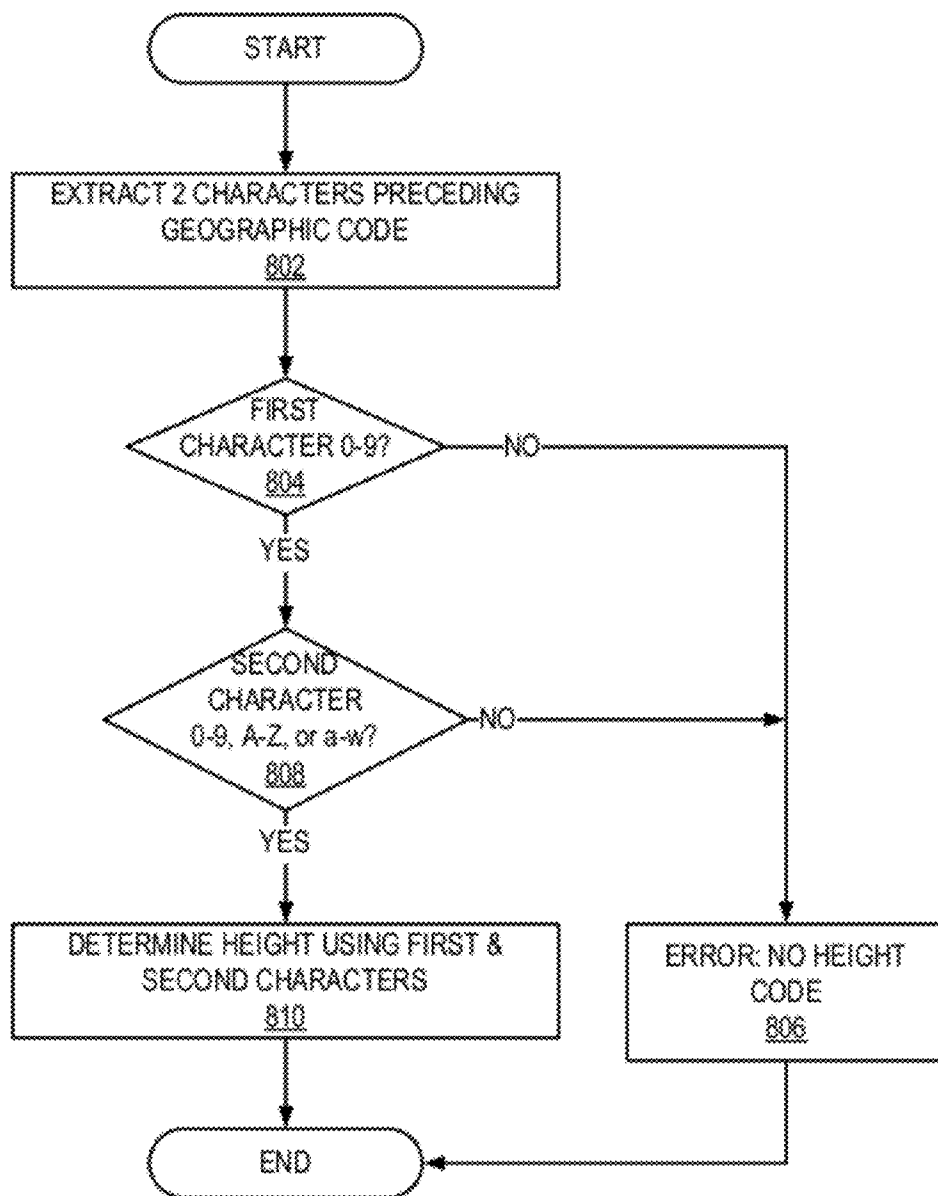 START
EXTRACT 2 CHARACTERS PRECEDING
GEOGRAPHIC CODE
802
FIRST
CHARACTER 0-9?
804
NO
YES
SECOND
CHARACTER
0-9, A-Z, or a-w?
808
NO
YES
DETERMINE HEIGHT USING FIRST &
SECOND CHARACTERS
810
ERROR: NO HEIGHT
CODE
806
END